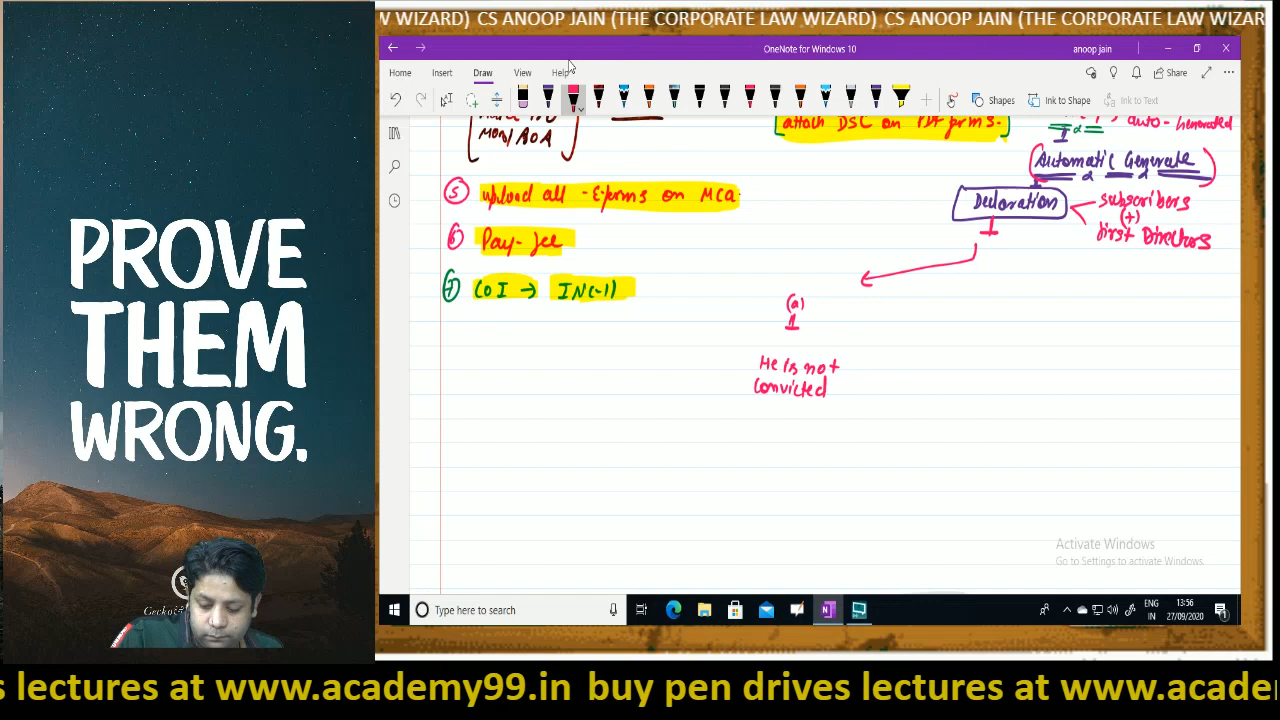 W WIZARD) CS ANOOP JAIN (THE CORPORATE LAW WIZARD) CS ANOOP JAIN (THE CORPORATE LAW WIZAR
OneNote for Windows 10
anoop jain
Home Insert Draw View Help
Share
Shapes
Ink to Shape
Ink to Text
MOA/AOA
attach DSC on PDF forms.
auto-Generated
Automatic Generate
5 upload all - E-forms on MCA
Declaration
subscribers
(+)
first Directors
6 Pay-fee
7 COI → INC-11
(a)
He is not
convicted
PROVE
THEM
WRONG.
Activate Windows
Go to Settings to activate Windows.
Type here to search
ENG
IN
13:56
27/09/2020
s lectures at www.academy99.in buy pen drives lectures at www.acade